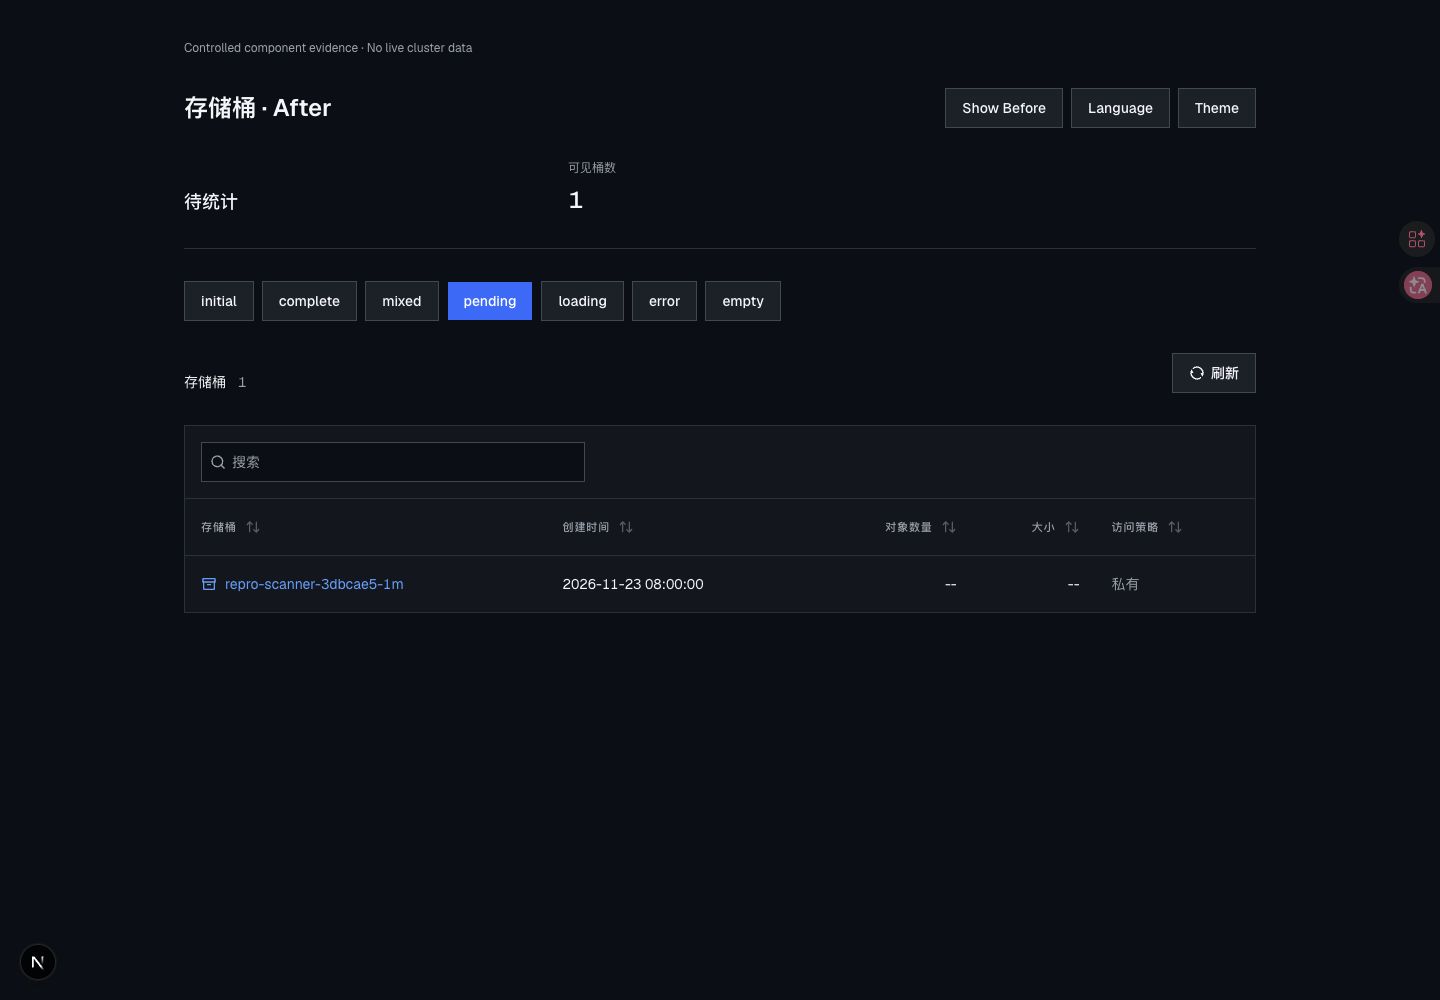 Controlled component evidence · No live cluster data
存储桶 · After
Show Before Language Theme
可见桶数
待统计 1
initial complete mixed pending loading error empty
存储桶 1 刷新
搜索
存储桶 创建时间 对象数量 大小 访问策略
repro-scanner-3dbcae5-1m 2026-11-23 08:00:00 -- -- 私有
N